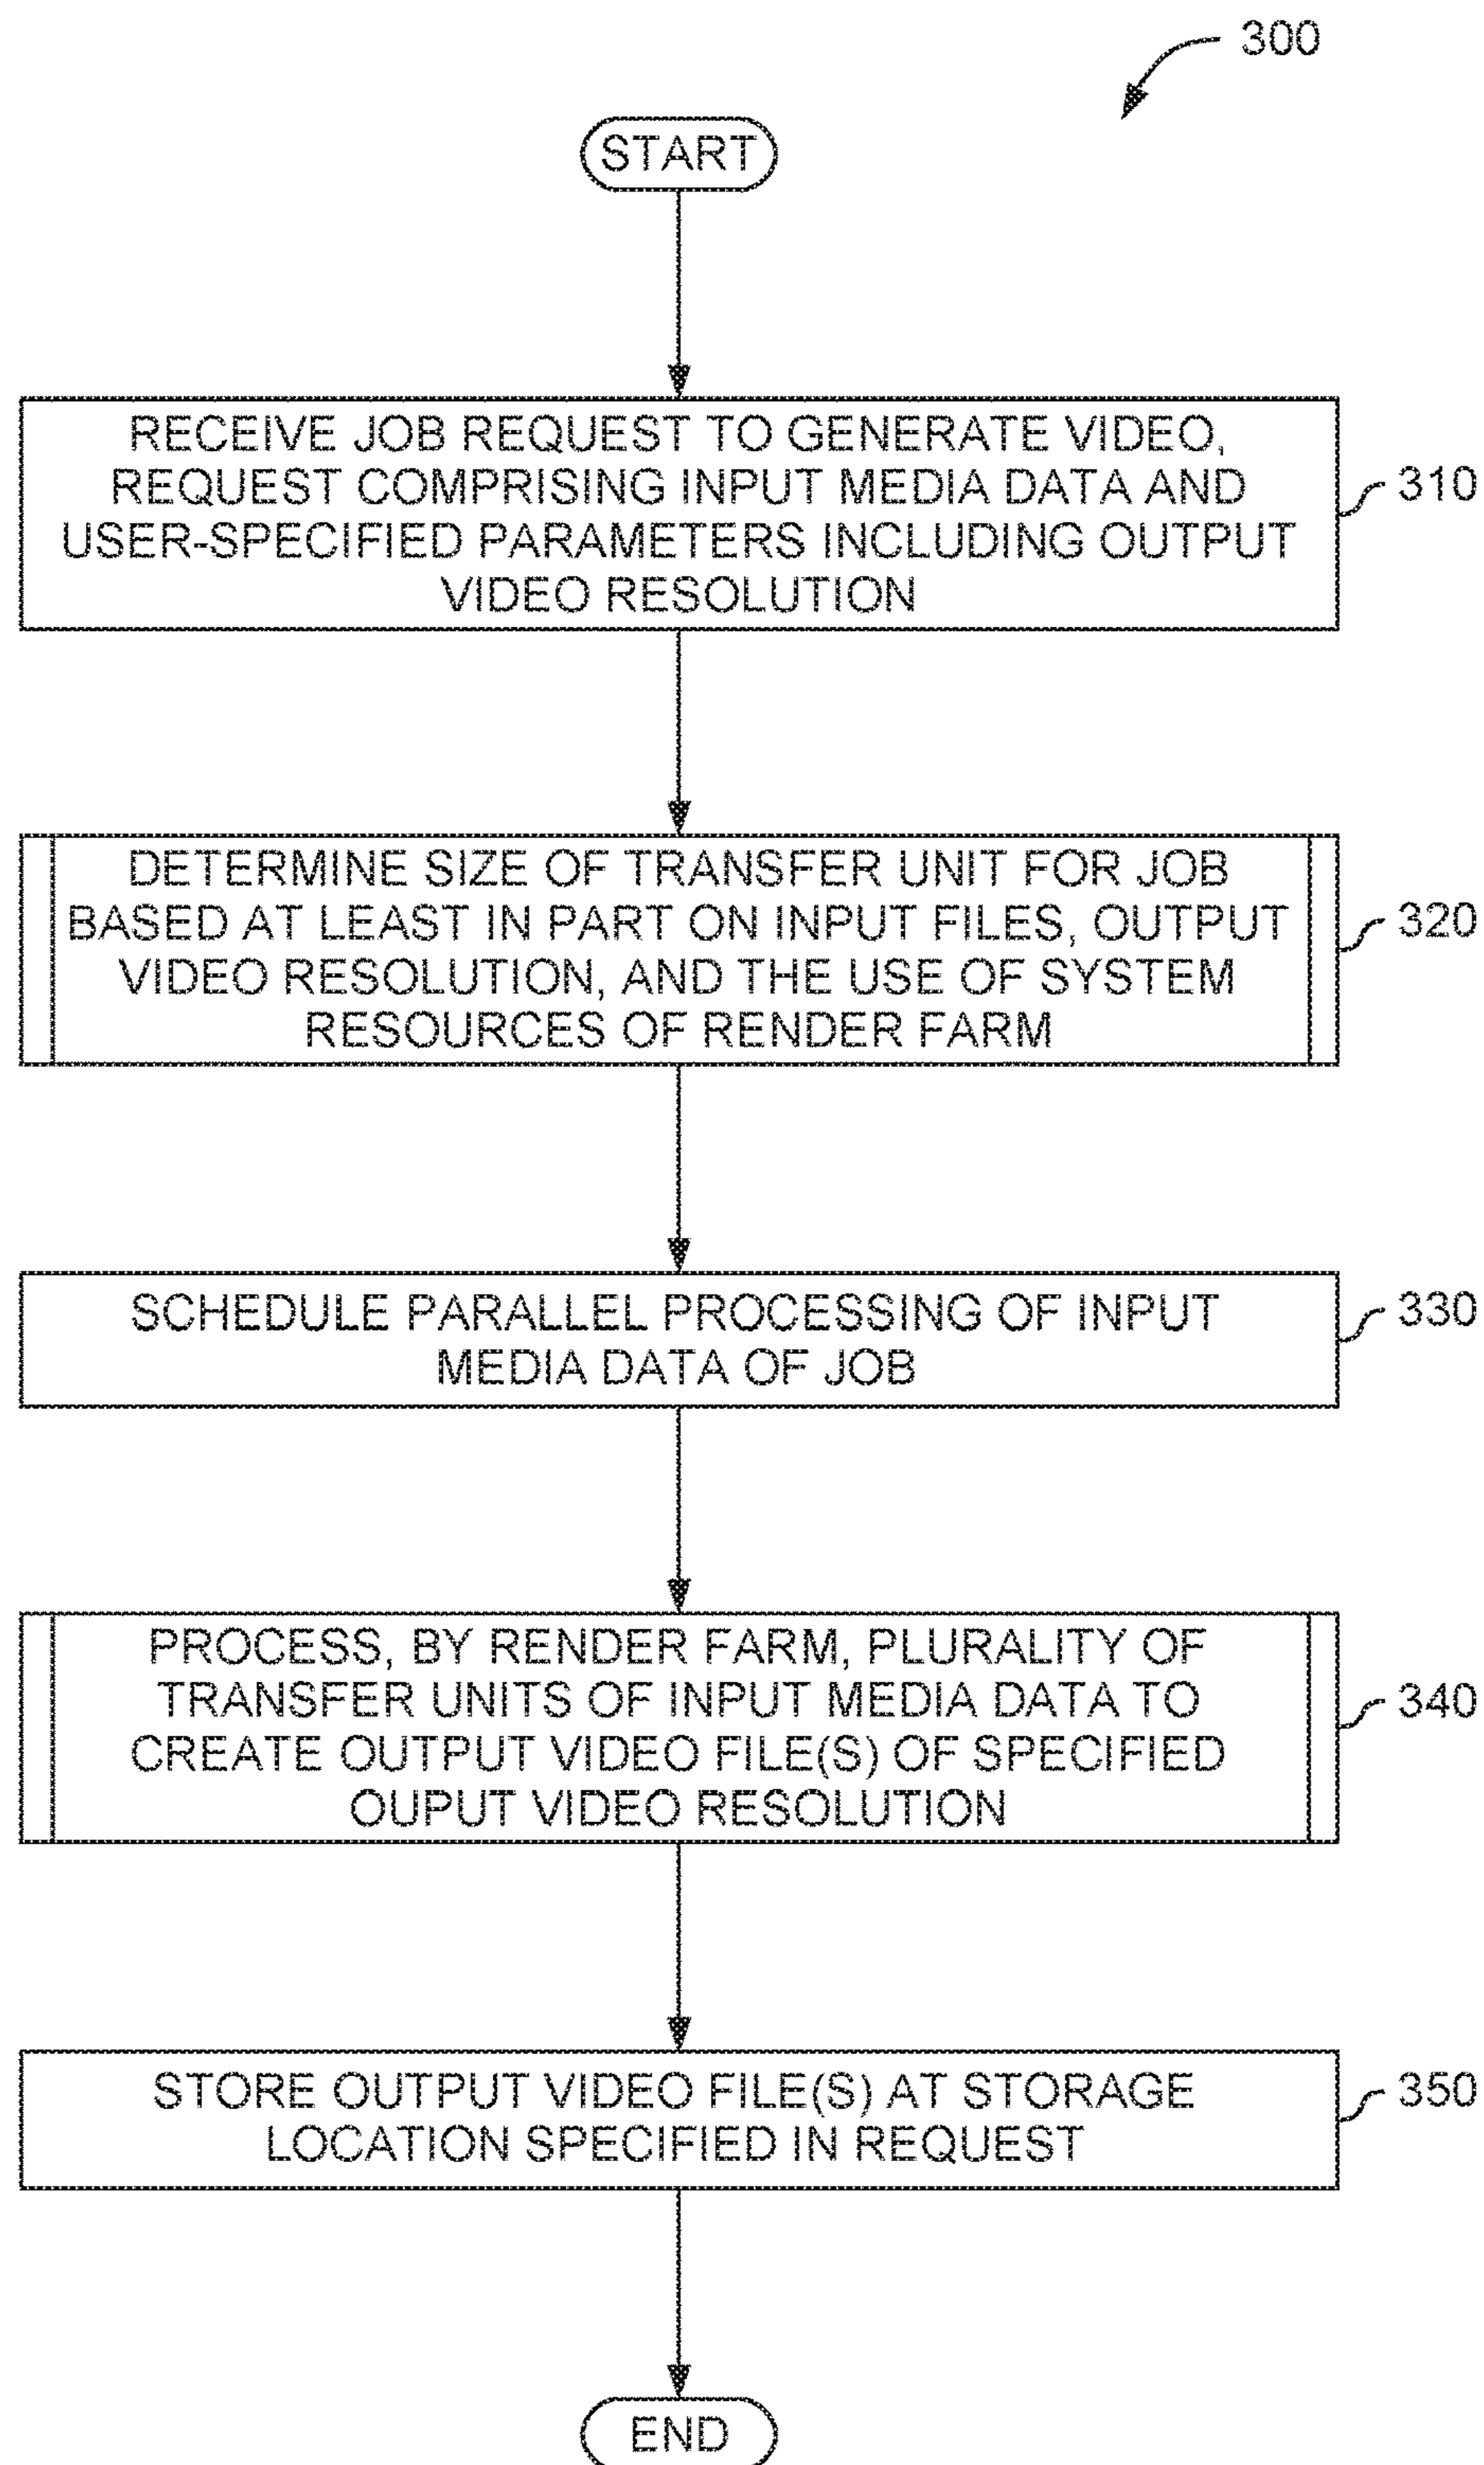 300
START
RECEIVE JOB REQUEST TO GENERATE VIDEO,
REQUEST COMPRISING INPUT MEDIA DATA AND
USER-SPECIFIED PARAMETERS INCLUDING OUTPUT
VIDEO RESOLUTION
310
DETERMINE SIZE OF TRANSFER UNIT FOR JOB
BASED AT LEAST IN PART ON INPUT FILES, OUTPUT
VIDEO RESOLUTION, AND THE USE OF SYSTEM
RESOURCES OF RENDER FARM
320
SCHEDULE PARALLEL PROCESSING OF INPUT
MEDIA DATA OF JOB
330
PROCESS, BY RENDER FARM, PLURALITY OF
TRANSFER UNITS OF INPUT MEDIA DATA TO
CREATE OUTPUT VIDEO FILE(S) OF SPECIFIED
OUPUT VIDEO RESOLUTION
340
STORE OUTPUT VIDEO FILE(S) AT STORAGE
LOCATION SPECIFIED IN REQUEST
350
END